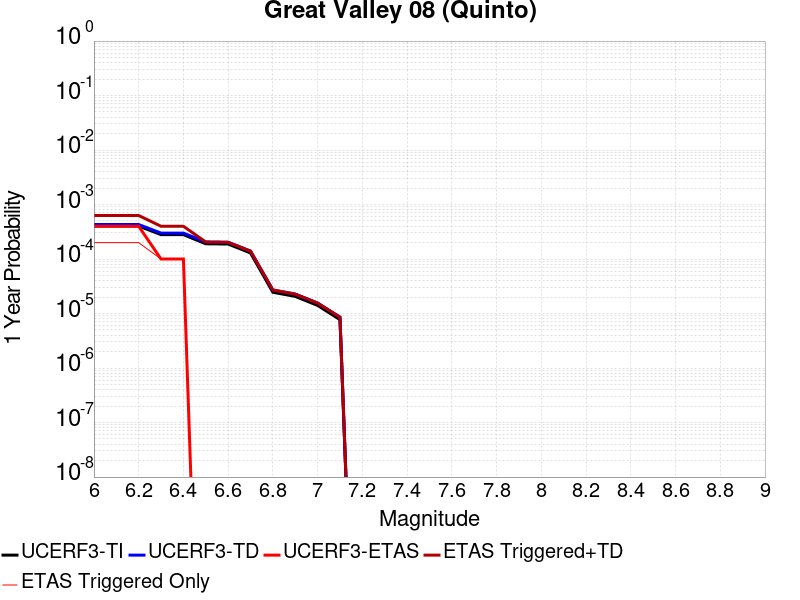 Great Valley 08 (Quinto)
10^0
10^-1
10^-2
10^-3
10^-4
10^-5
10^-6
10^-7
10^-8
1 Year Probability
6 6.2 6.4 6.6 6.8 7 7.2 7.4 7.6 7.8 8 8.2 8.4 8.6 8.8 9
Magnitude
UCERF3-TI UCERF3-TD UCERF3-ETAS ETAS Triggered+TD
ETAS Triggered Only